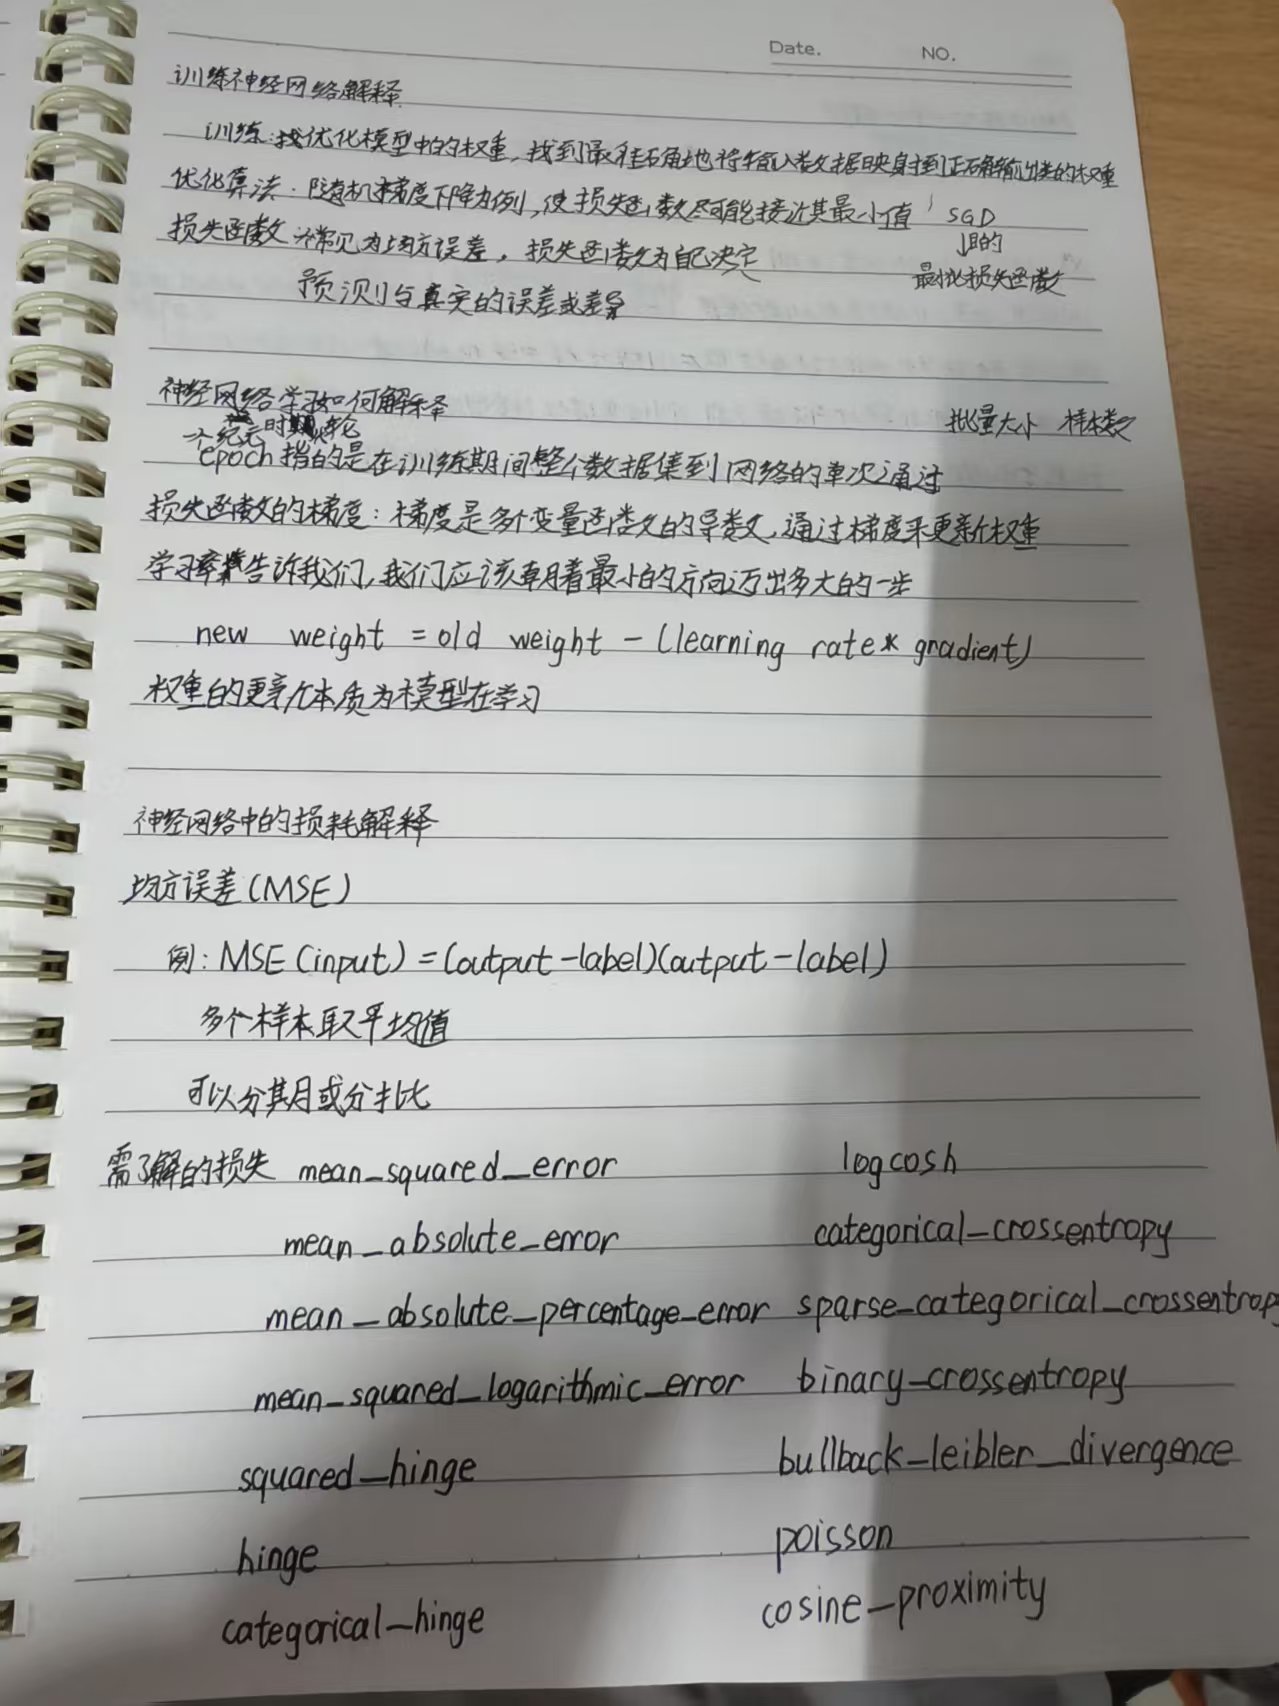 Date. NO.
训练神经网络解释
训练:找优化模型中的权重,找到最准确地将输入数据映射到正确输出类的权重
优化算法:随机梯度下降为例,使损失函数尽可能接近其最小值 SGD
目的
最小化损失函数
损失函数 常见为均方误差,损失函数为自己决定
预测与真实的误差或差异
神经网络学习如何解释 批量大小 样本数
一个纪元 时期 轮
epoch指的是在训练期间整个数据集到网络的单次通过
损失函数的梯度:梯度是多个变量函数的导数,通过梯度来更新权重
学习率告诉我们,我们应该朝着最小的方向迈出多大的一步
new weight = old weight - (learning rate * gradient)
权重的更新本质为模型在学习
神经网络中的损耗解释
均方误差(MSE)
例:MSE(input)=(output-label)(output-label)
多个样本取平均值
可以分其月或分批
需了解的损失 mean_squared_error logcosh
mean_absolute_error categorical_crossentropy
mean_absolute_percentage_error sparse_categorical_crossentrop
mean_squared_logarithmic_error binary_crossentropy
squared_hinge bullback_leibler_divergence
hinge poisson
categorical_hinge cosine_proximity